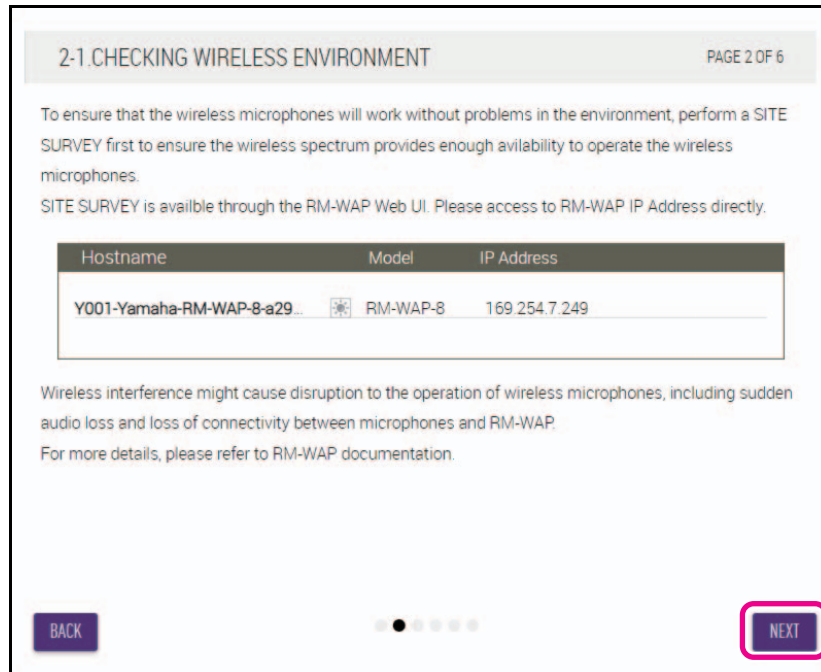 2-1.CHECKING WIRELESS ENVIRONMENT PAGE 2 OF 6
To ensure that the wireless microphones will work without problems in the environment, perform a SITE
SURVEY first to ensure the wireless spectrum provides enough avilability to operate the wireless
microphones.
SITE SURVEY is availble through the RM-WAP Web UI. Please access to RM-WAP IP Address directly.
Hostname Model IP Address
Y001-Yamaha-RM-WAP-8-a29... RM-WAP-8 169.254.7.249
Wireless interference might cause disruption to the operation of wireless microphones, including sudden
audio loss and loss of connectivity between microphones and RM-WAP.
For more details, please refer to RM-WAP documentation.
BACK NEXT